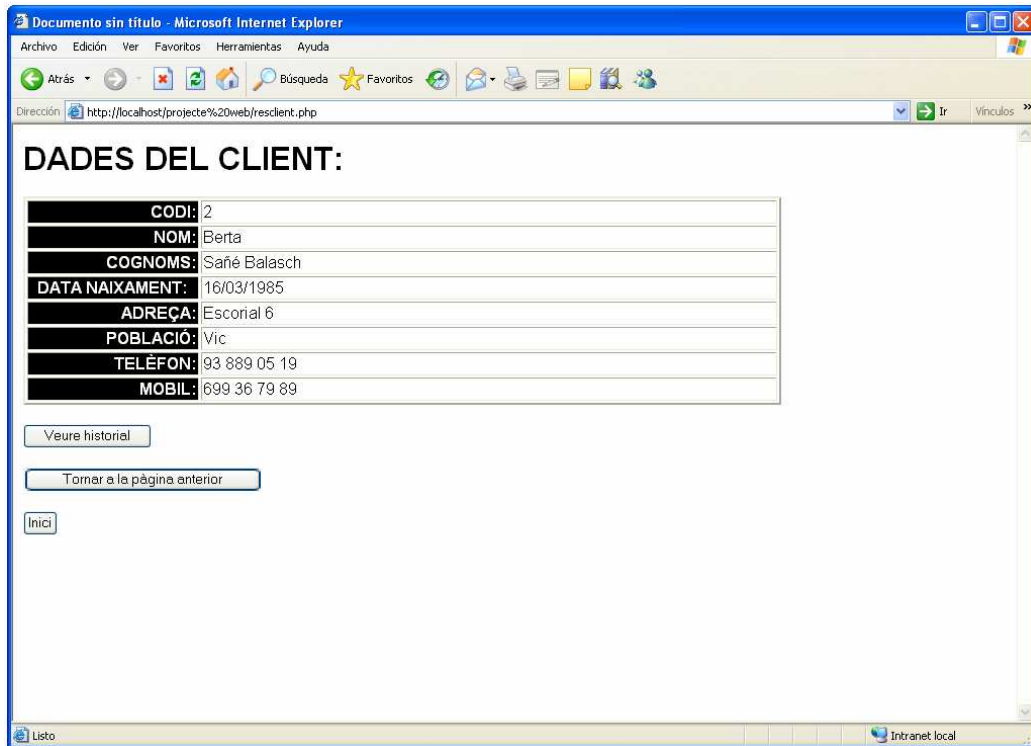 Documento sin título - Microsoft Internet Explorer
Archivo Edición Ver Favoritos Herramientas Ayuda
Atrás Búsqueda Favoritos
Dirección http://localhost/projecte%20web/resclient.php Ir Vínculos »
DADES DEL CLIENT:
CODI: 2
NOM: Berta
COGNOMS: Sañé Balasch
DATA NAIXAMENT: 16/03/1985
ADREÇA: Escorial 6
POBLACIÓ: Vic
TELÈFON: 93 889 05 19
MOBIL: 699 36 79 89
Veure historial
Tornar a la pàgina anterior
Inici
Listo Intranet local